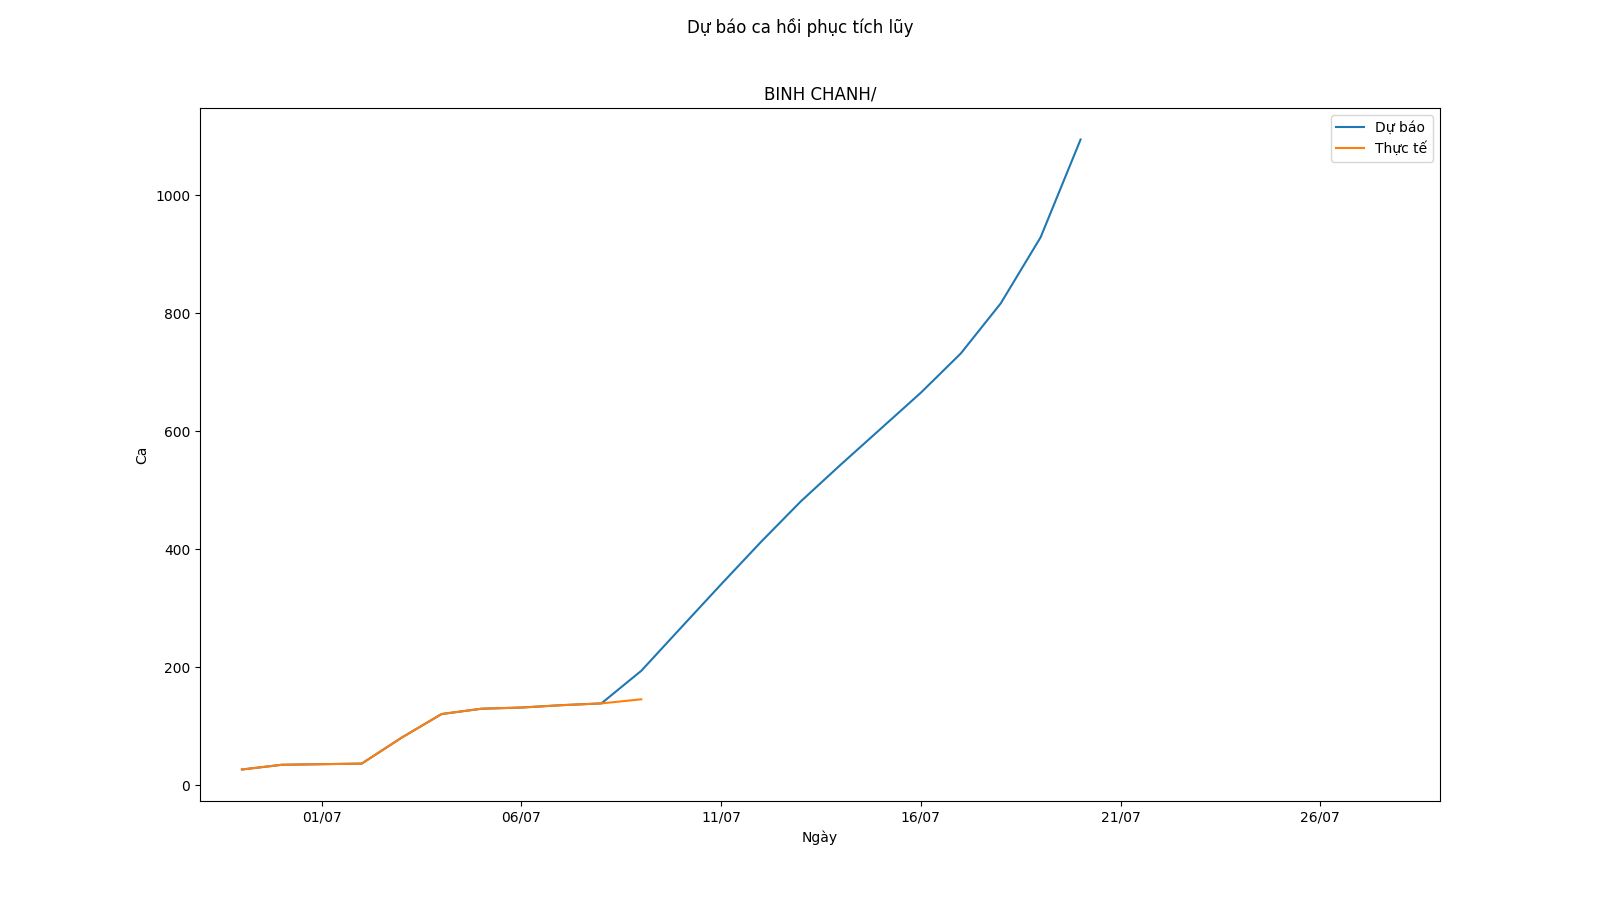 Dự báo ca hồi phục tích lũy
BINH CHANH/
Dự báo
Thực tế
1000
800
600
400
200
0
Ca
01/07
06/07
11/07
16/07
21/07
26/07
Ngày